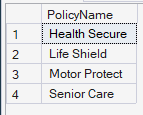 PolicyName
1 Health Secure
2 Life Shield
3 Motor Protect
4 Senior Care